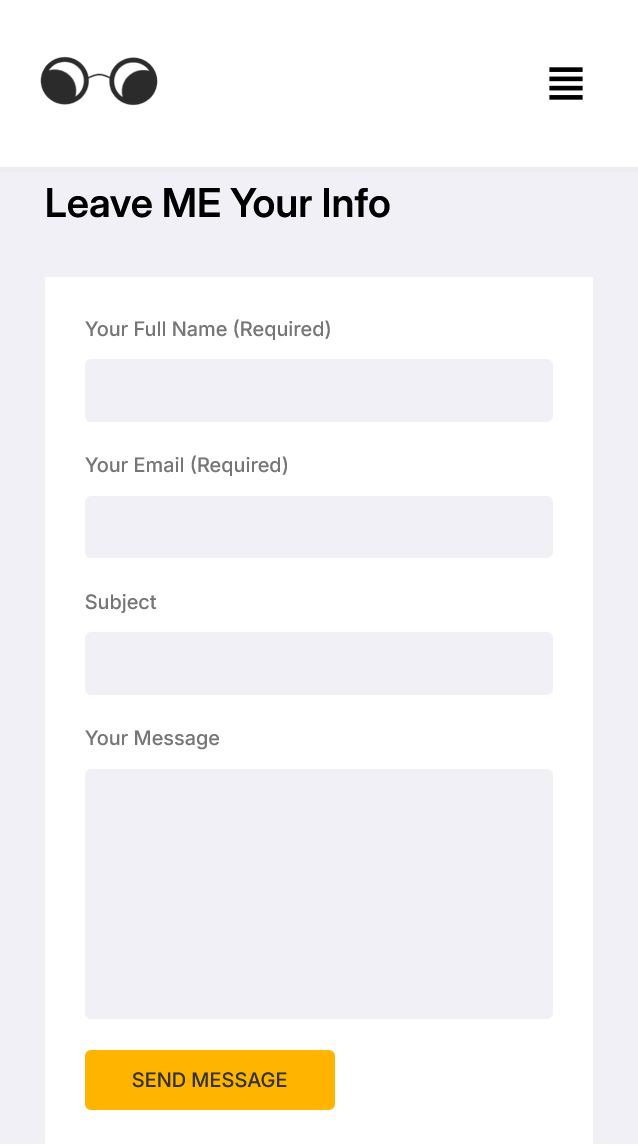 Leave ME Your Info
Your Full Name (Required)
Your Email (Required)
Subject
Your Message
SEND MESSAGE